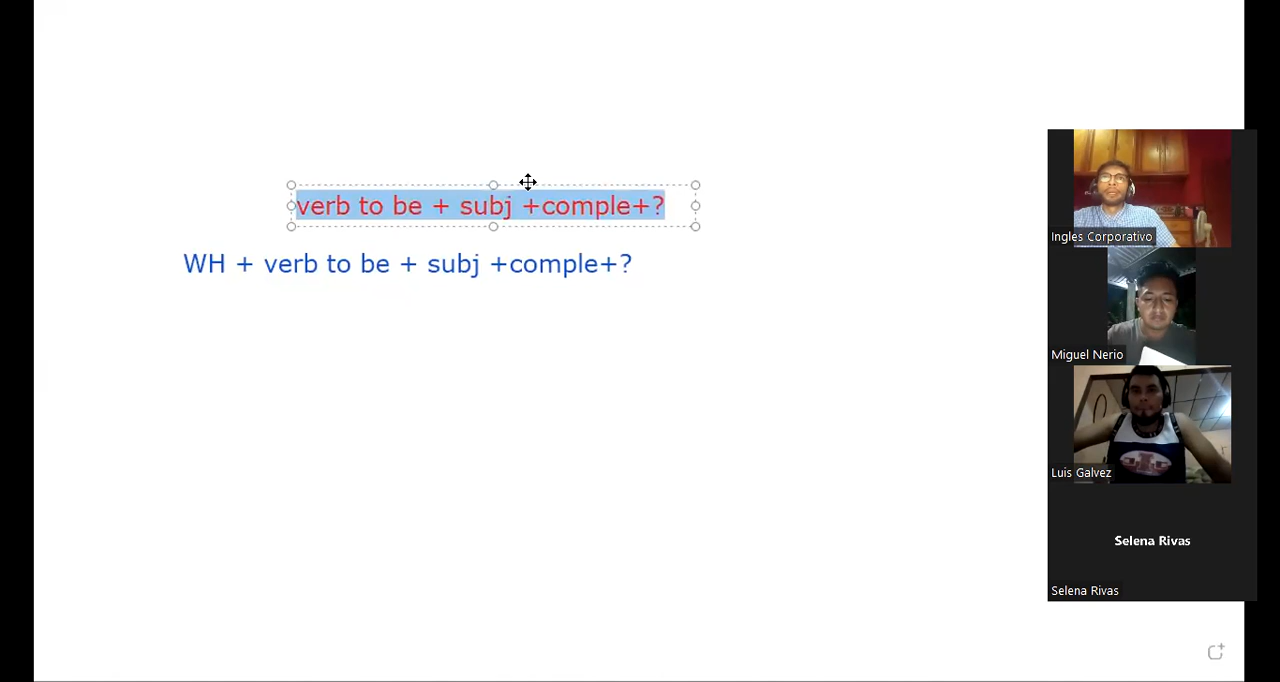 verb to be + subj +comple+?
WH + verb to be + subj +comple+?
Ingles Corporativo
Miguel Nerio
Luis Galvez
Selena Rivas
Selena Rivas